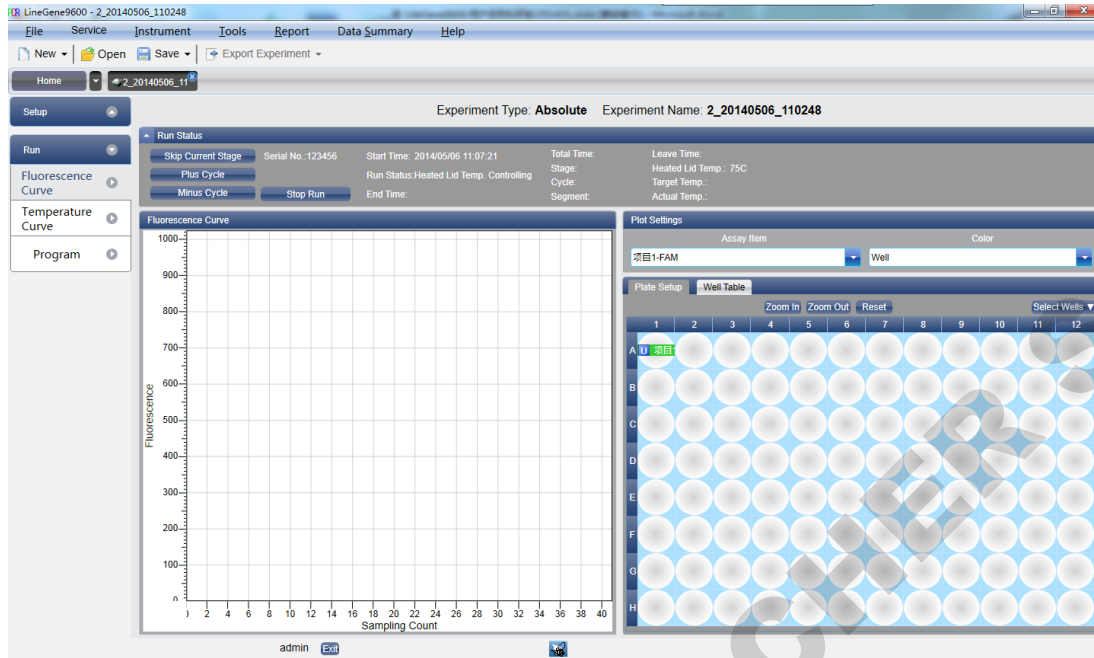 LineGene9600 - 2_20140506_110248
File Service Instrument Tools Report Data Summary Help
New Open Save Export Experiment
Home 2_20140506_11
Setup
Experiment Type: Absolute Experiment Name: 2_20140506_110248
Run
Fluorescence Curve
Temperature Curve
Program
Run Status
Skip Current Stage Serial No.:123456 Start Time: 2014/05/06 11:07:21 Total Time: Leave Time:
Plus Cycle Run Status:Heated Lid Temp. Controlling Stage: Heated Lid Temp.: 75C
Cycle: Target Temp.:
Minus Cycle Stop Run End Time: Segment: Actual Temp.:
Fluorescence Curve
1000
900
800
700
600
500
400
300
200
100
0
Fluorescence
2 4 6 8 10 12 14 16 18 20 22 24 26 28 30 32 34 36 38 40
Sampling Count
Plot Settings
Assay Item Color
项目1-FAM Well
Plate Setup Well Table
Zoom In Zoom Out Reset Select Wells
1 2 3 4 5 6 7 8 9 10 11 12
A U 项目
B
C
D
E
F
G
H
CHER
admin Exit